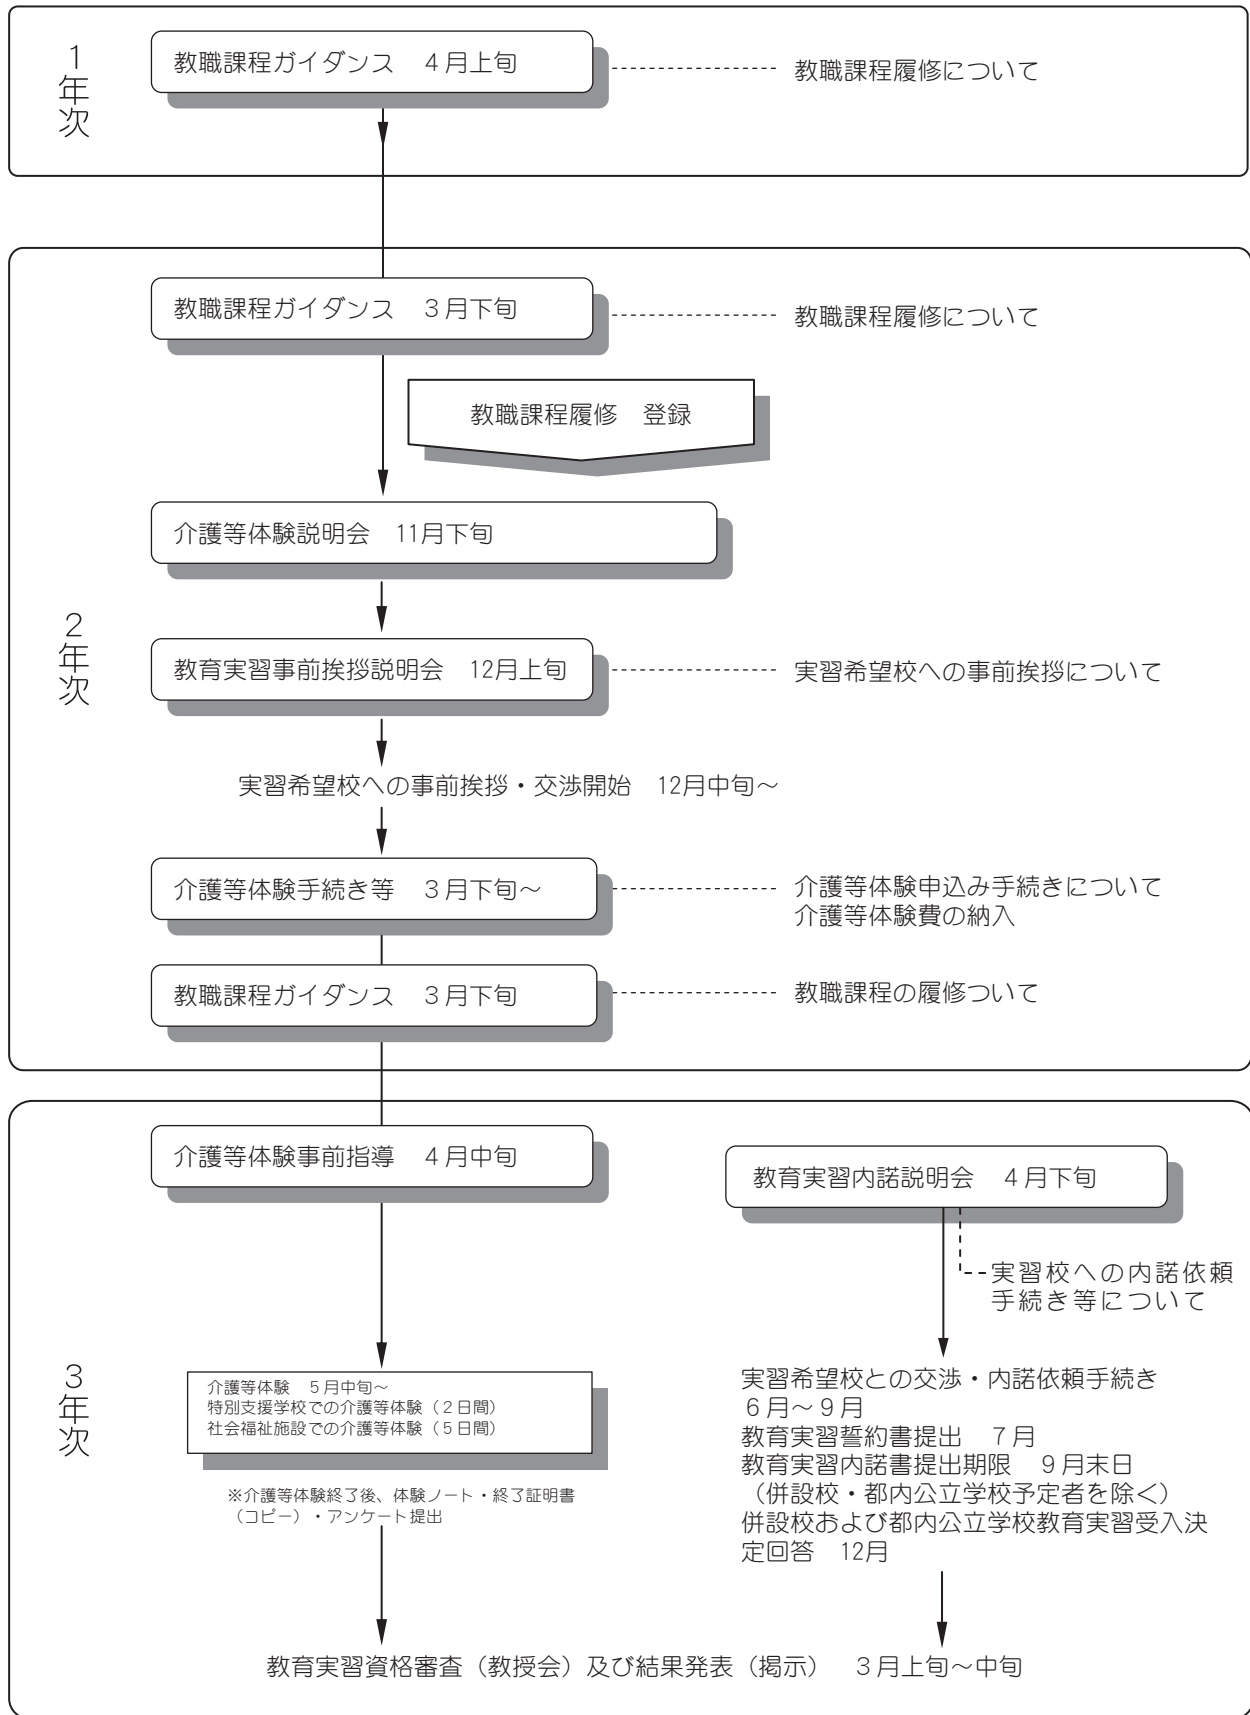 1年次
教職課程ガイダンス　４月上旬
教職課程履修について
2年次
教職課程ガイダンス　３月下旬
教職課程履修について
教職課程履修　登録
介護等体験説明会　11月下旬
教育実習事前挨拶説明会　12月上旬
実習希望校への事前挨拶について
実習希望校への事前挨拶・交渉開始　12月中旬～
介護等体験手続き等　３月下旬～
介護等体験申込み手続きについて
介護等体験費の納入
教職課程ガイダンス　３月下旬
教職課程の履修ついて
3年次
介護等体験事前指導　４月中旬
介護等体験　５月中旬～
特別支援学校での介護等体験（２日間）
社会福祉施設での介護等体験（５日間）
※介護等体験終了後、体験ノート・終了証明書
（コピー）・アンケート提出
教育実習内諾説明会　４月下旬
実習校への内諾依頼
手続き等について
実習希望校との交渉・内諾依頼手続き
６月～９月
教育実習誓約書提出　７月
教育実習内諾書提出期限　９月末日
（併設校・都内公立学校予定者を除く）
併設校および都内公立学校教育実習受入決
定回答　12月
教育実習資格審査（教授会）及び結果発表（掲示）　３月上旬～中旬